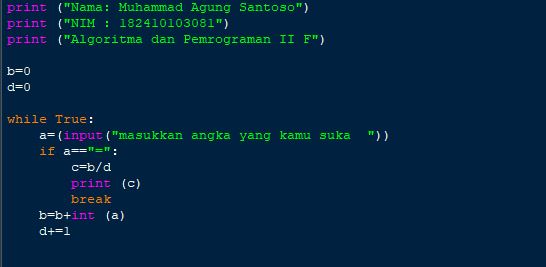 print ("Nama: Muhammad Agung Santoso")
print ("NIM : 182410103081")
print ("Algoritma dan Pemrograman II F")
b=0
d=0
while True:
    a=(input("masukkan angka yang kamu suka  "))
    if a=="=":
        c=b/d
        print (c)
        break
    b=b+int (a)
    d+=1